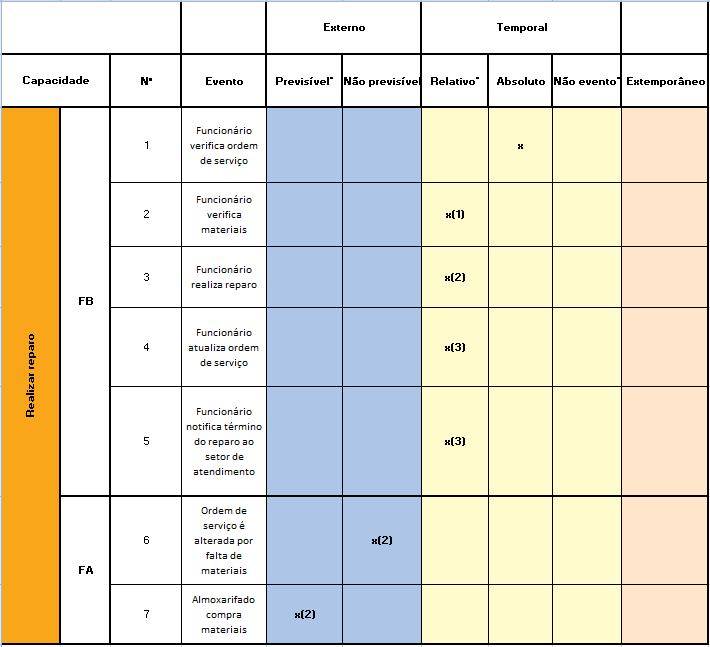 Externo
Temporal
Capacidade
Nº
Evento
Previsível*
Não previsível
Relativo*
Absoluto
Não evento*
Extemporâneo
Realizar reparo
FB
1
Funcionário
verifica ordem
de serviço
x
2
Funcionário
verifica
materiais
x(1)
3
Funcionário
realiza reparo
x(2)
4
Funcionário
atualiza ordem
de serviço
x(3)
5
Funcionário
notifica término
do reparo ao
setor de
atendimento
x(3)
FA
6
Ordem de
serviço é
alterada por
falta de
materiais
x(2)
7
Almoxarifado
compra
materiais
x(2)